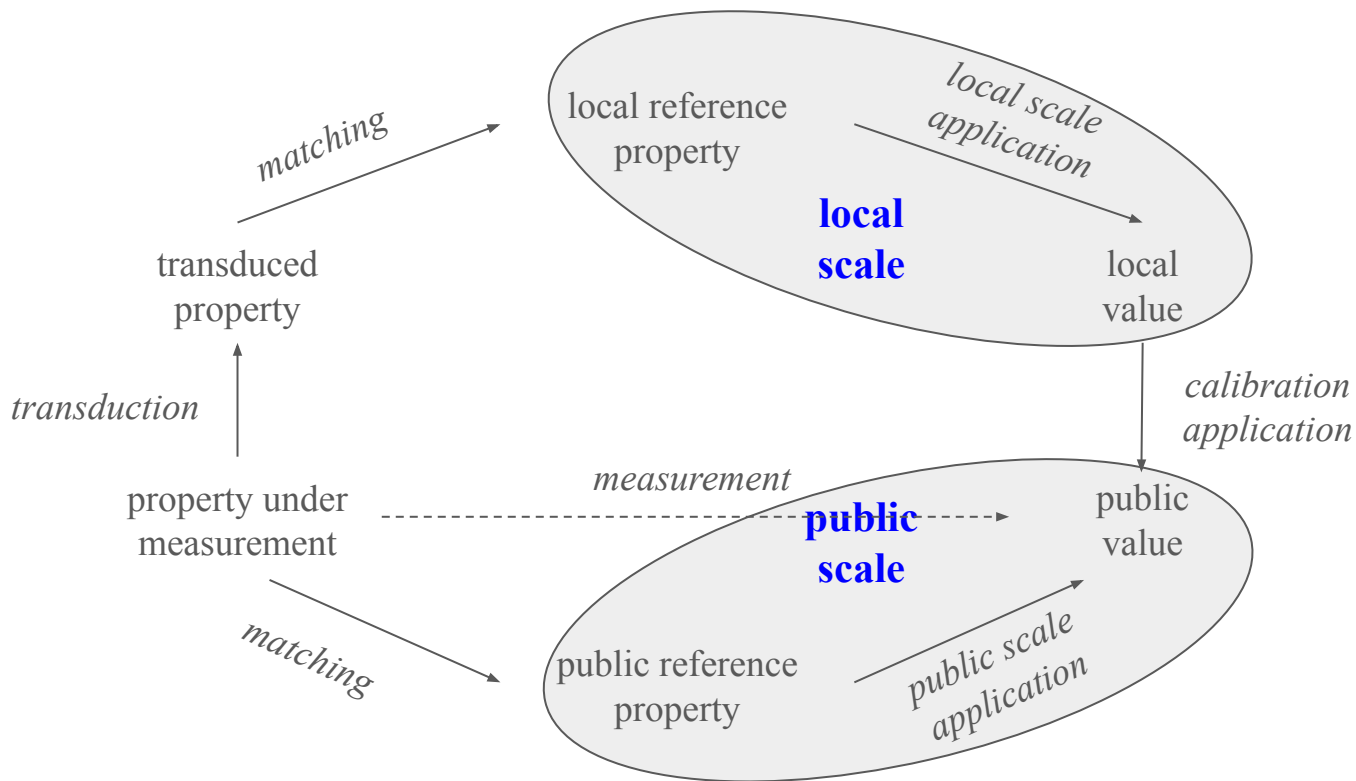 local reference
property
local scale
application
matching
local
scale
transduced
property
local
value
transduction
calibration
application
measurement
property under
measurement
public
scale
public
value
matching
public reference
property
public scale
application